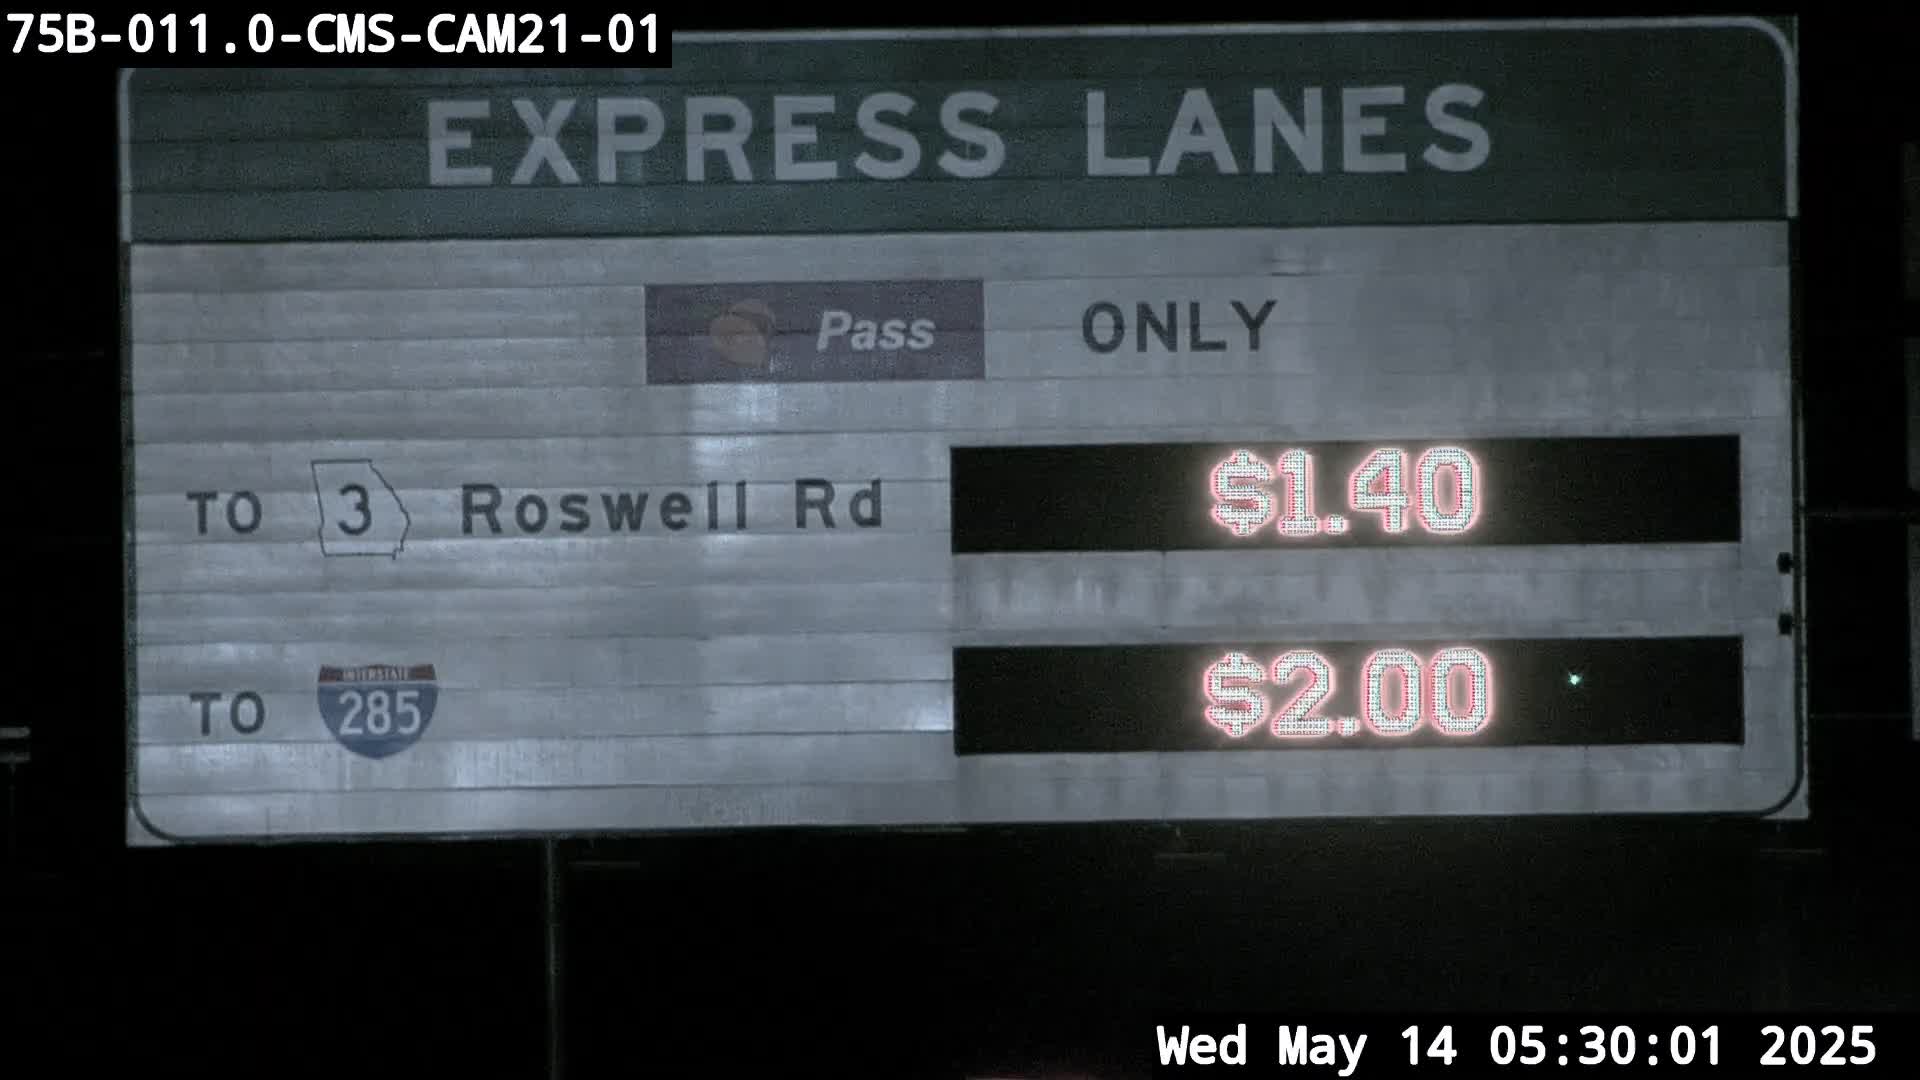 75B-011.0-CMS-CAM21-01
EXPRESS LANES
Pass ONLY
TO 3 Roswell Rd $1.40
TO INTERSTATE 285 $2.00
Wed May 14 05:30:01 2025